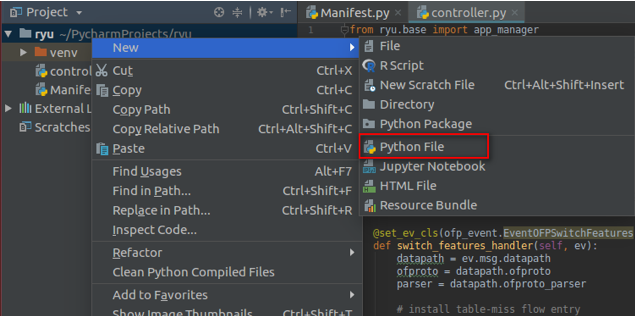 Project
Manifest.py
controller.py
ryu ~/PycharmProjects/ryu
from ryu.base import app_manager
venv
New
File
control
Cut Ctrl+X
R Script
Manife
Copy Ctrl+C
New Scratch File Ctrl+Alt+Shift+Insert
External L
Copy Path Ctrl+Shift+C
Directory
Scratches
Copy Relative Path Ctrl+Alt+Shift+C
Python Package
Paste Ctrl+V
Python File
Find Usages Alt+F7
Jupyter Notebook
Find in Path... Ctrl+Shift+F
HTML File
Replace in Path... Ctrl+Shift+R
Resource Bundle
Inspect Code...
@set_ev_cls(ofp_event.EventOFPSwitchFeatures
Refactor
def switch_features_handler(self, ev):
Clean Python Compiled Files
datapath = ev.msg.datapath
ofproto = datapath.ofproto
Add to Favorites
parser = datapath.ofproto_parser
Show Image Thumbnails Ctrl+Shift+T
# install table-miss flow entry